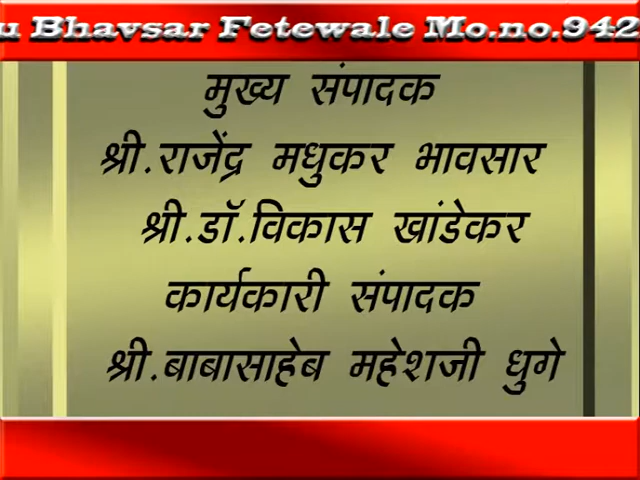 u Bhavsar Fetewale Mo.no.942
मुख्य संपादक
श्री.राजेंद्र मधुकर भावसार
श्री.डॉ.विकास खांडेकर
कार्यकारी संपादक
श्री.बाबासाहेब महेशजी धुगे